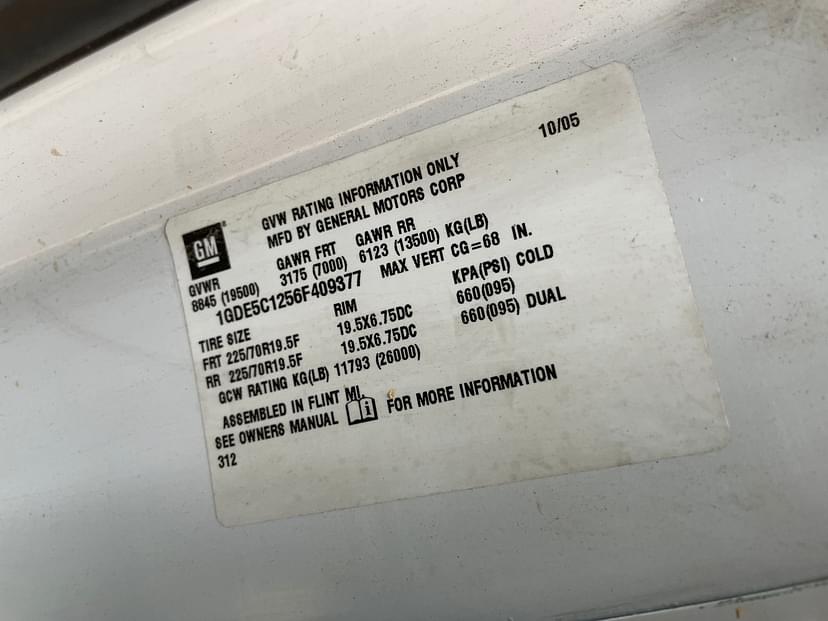 10/05
GM
GVW RATING INFORMATION ONLY
MFD BY GENERAL MOTORS CORP
GVWR GAWR FRT GAWR RR
8845 (19500) 3175 (7000) 6123 (13500) KG(LB)
1GDE5C1256F409377 MAX VERT CG=68 IN.
TIRE SIZE RIM KPA(PSI) COLD
FRT 225/70R19.5F 19.5X6.75DC 660(095)
RR 225/70R19.5F 19.5X6.75DC 660(095) DUAL
GCW RATING KG(LB) 11793 (26000)
ASSEMBLED IN FLINT MI.
SEE OWNERS MANUAL i FOR MORE INFORMATION
312